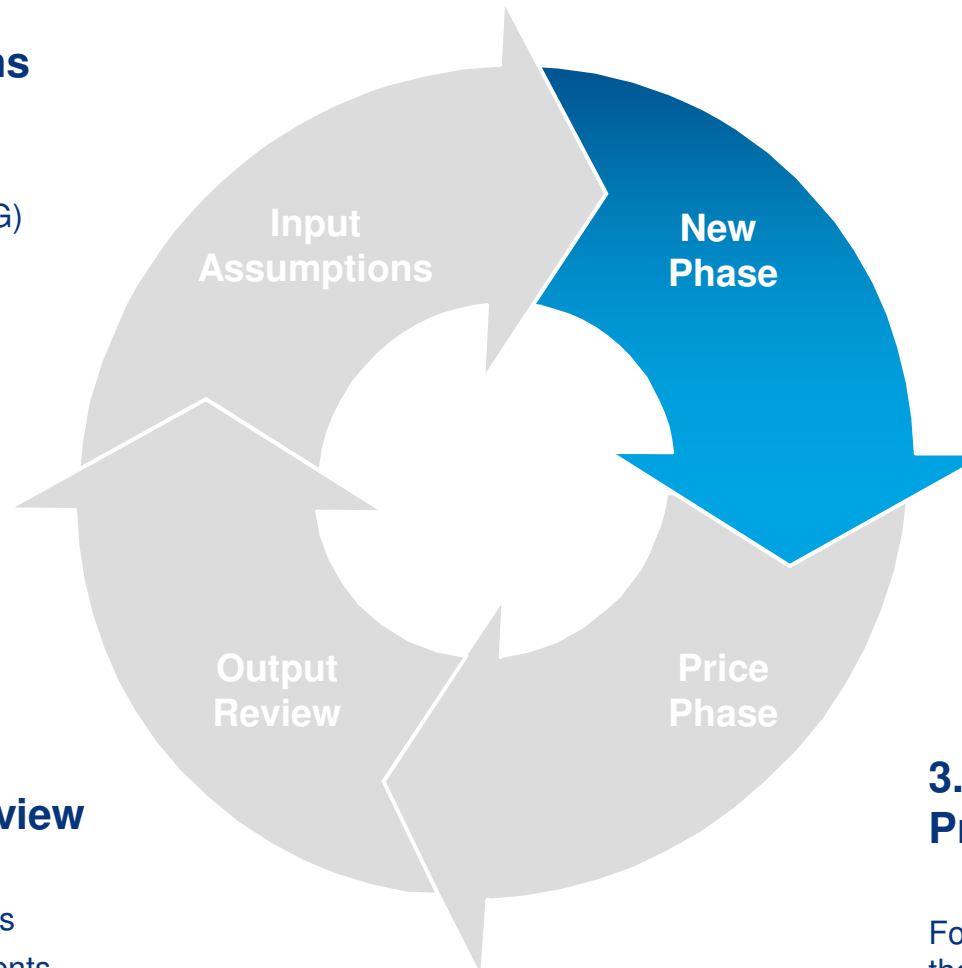 G)
Input
Assumptions
New
Phase
Output
Review
Price
Phase
3.